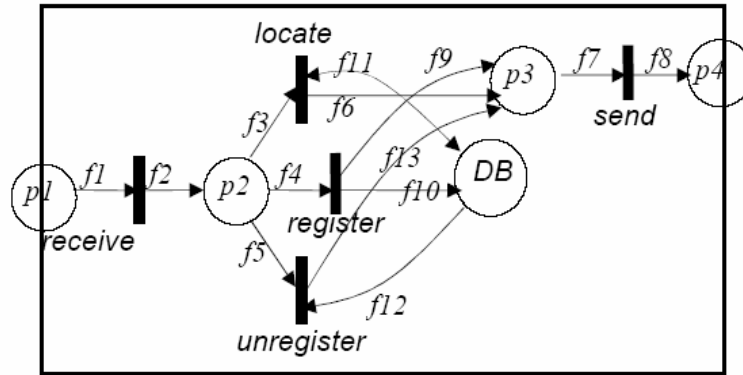 locate
f11
f9
p3
f7
f8
p4
f6
send
f3
f13
DB
p1
f1
f2
p2
f4
f10
receive
register
f5
f12
unregister